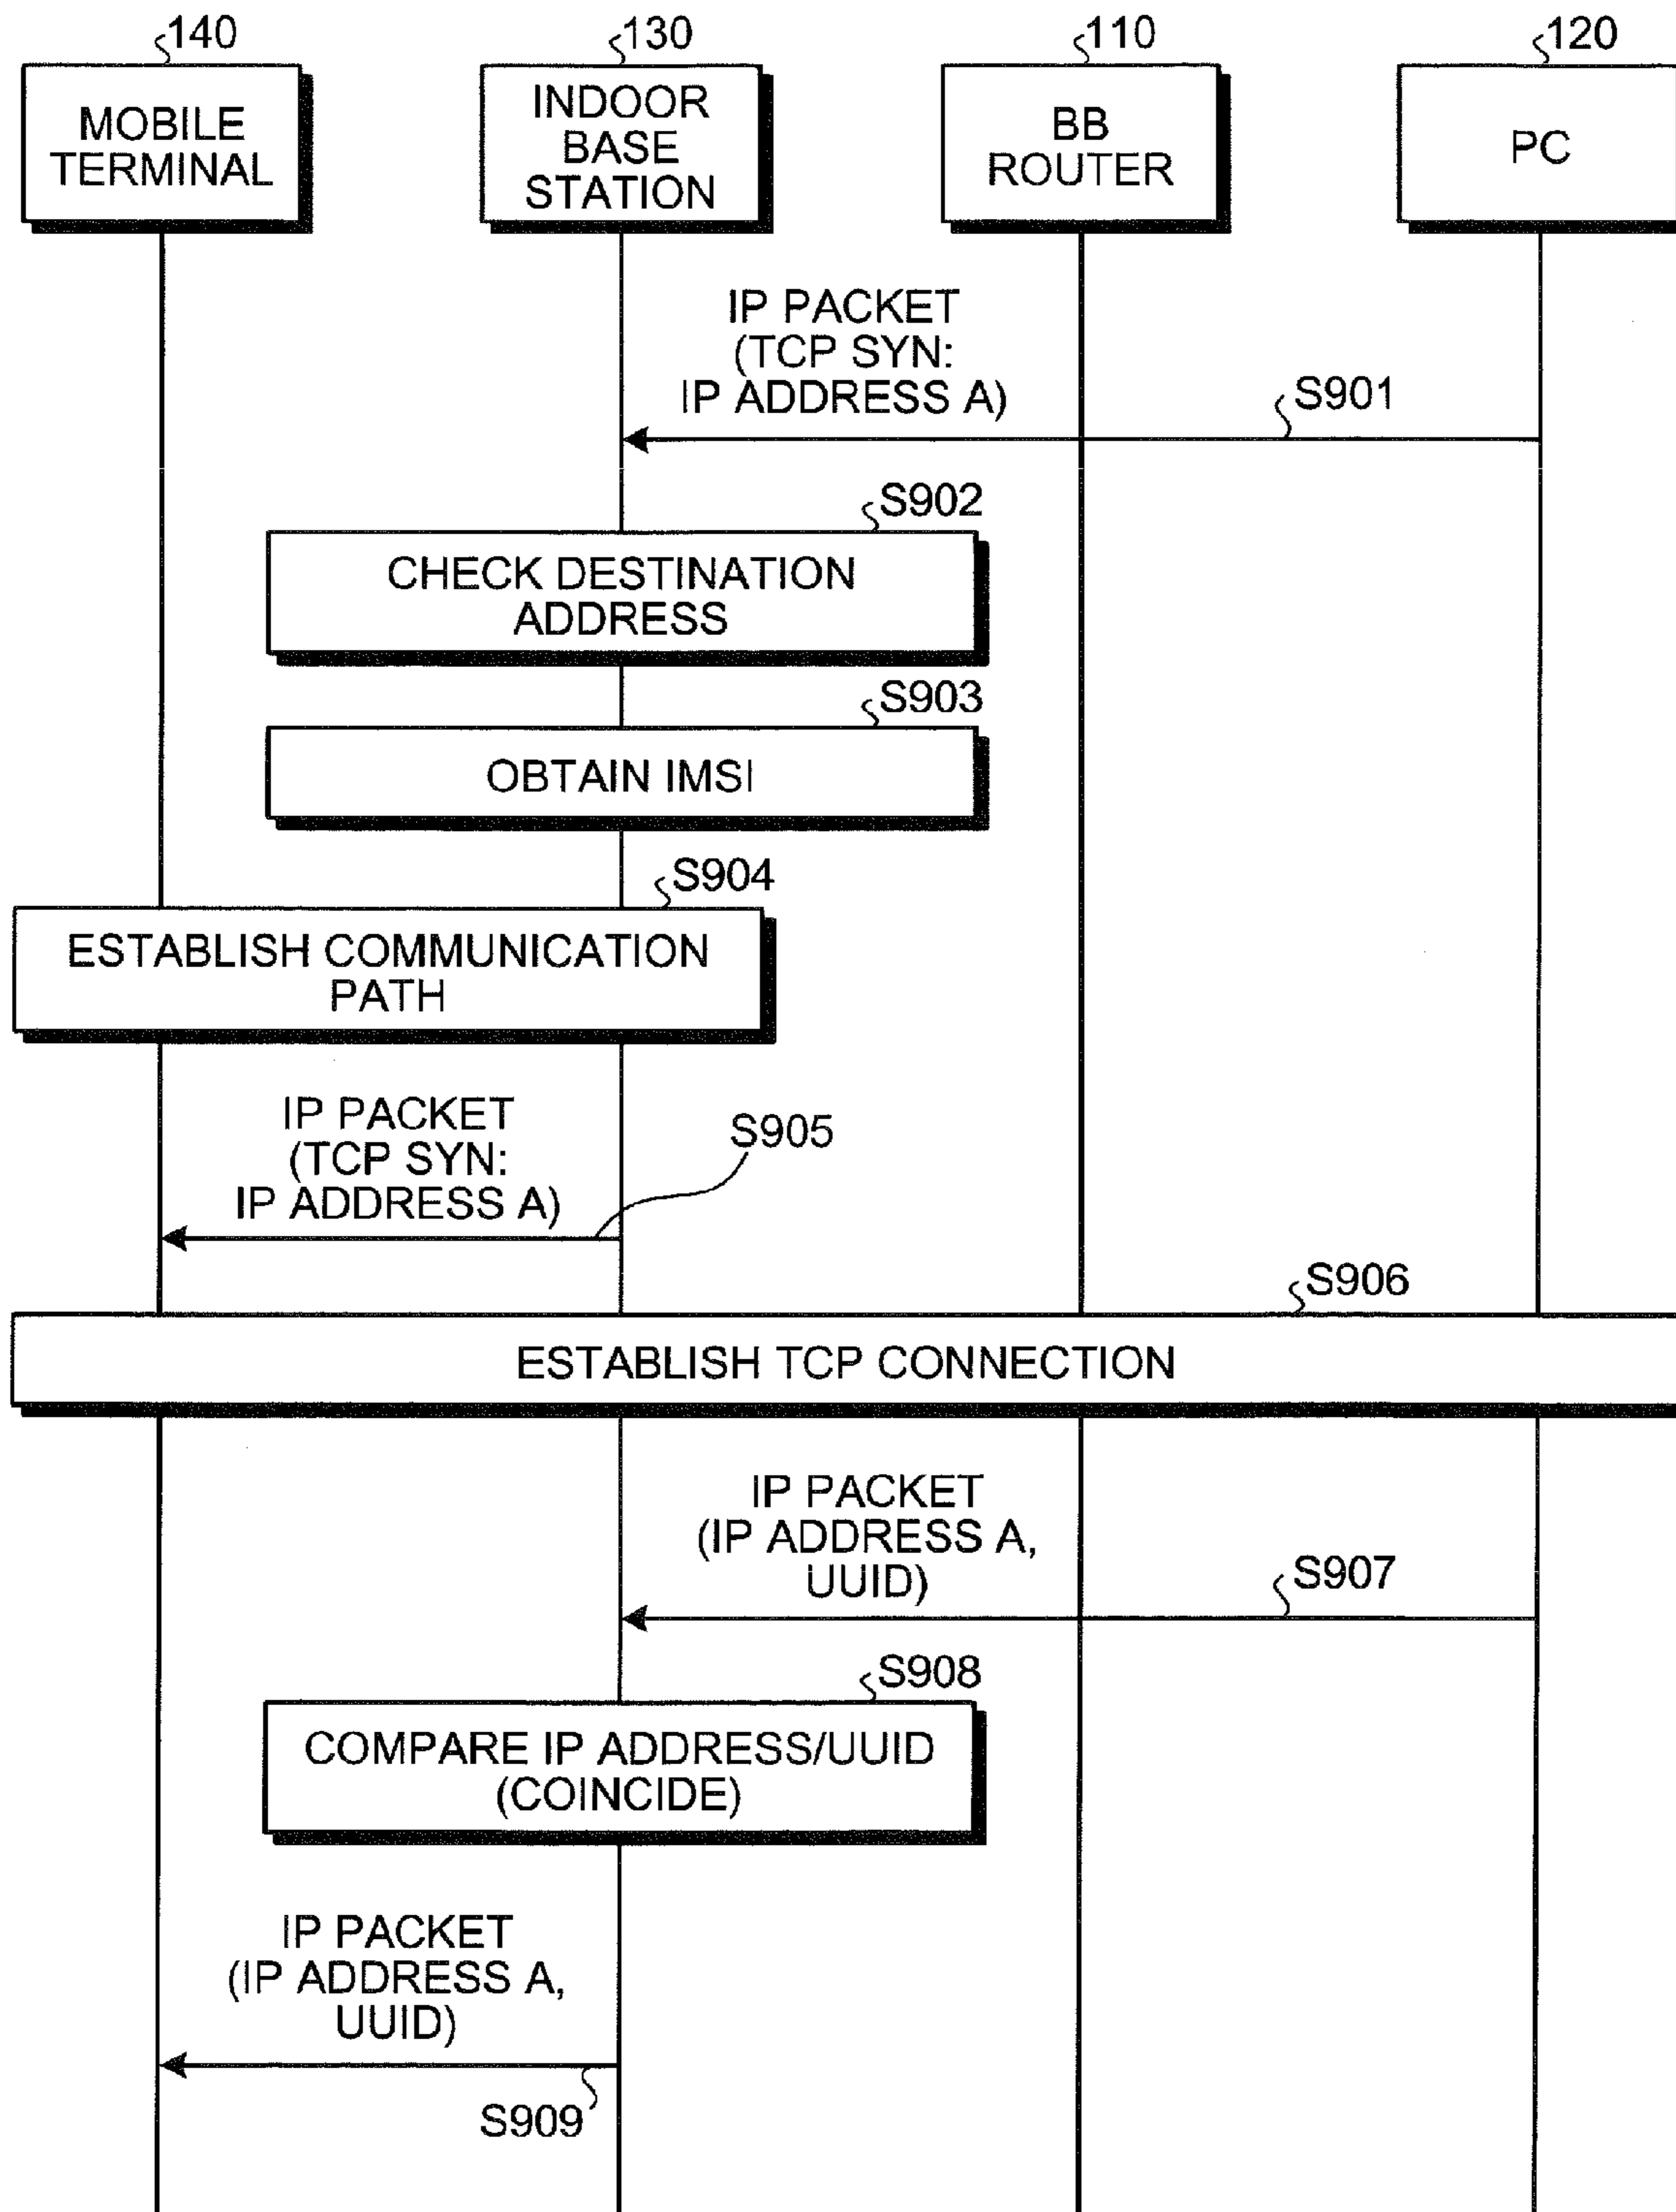 140
130
110
120
MOBILE
TERMINAL
INDOOR
BASE
STATION
BB
ROUTER
PC
IP PACKET
(TCP SYN:
IP ADDRESS A)
S901
S902
CHECK DESTINATION
ADDRESS
S903
OBTAIN IMSI
S904
ESTABLISH COMMUNICATION
PATH
IP PACKET
(TCP SYN:
IP ADDRESS A)
S905
S906
ESTABLISH TCP CONNECTION
IP PACKET
(IP ADDRESS A,
UUID)
S907
S908
COMPARE IP ADDRESS/UUID
(COINCIDE)
IP PACKET
(IP ADDRESS A,
UUID)
S909